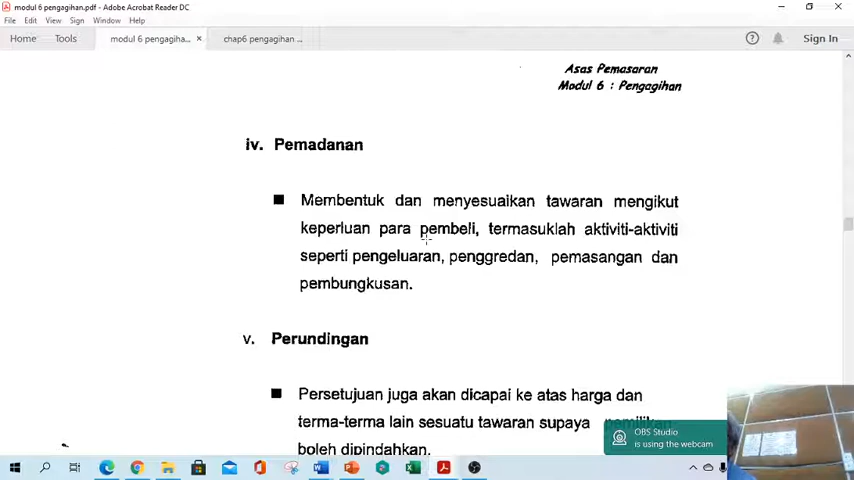 modul 6 pengagihan.pdf - Adobe Acrobat Reader DC
File Edit View Sign Window Help
Home Tools modul 6 pengagiha... × chap6 pengagihan ... Sign In
Asas Pemasaran
Modul 6 : Pengagihan
iv. Pemadanan
■ Membentuk dan menyesuaikan tawaran mengikut
keperluan para pembeli, termasuklah aktiviti-aktiviti
seperti pengeluaran, penggredan, pemasangan dan
pembungkusan.
v. Perundingan
■ Persetujuan juga akan dicapai ke atas harga dan
terma-terma lain sesuatu tawaran supaya pemilikan
boleh dipindahkan.
OBS Studio
is using the webcam